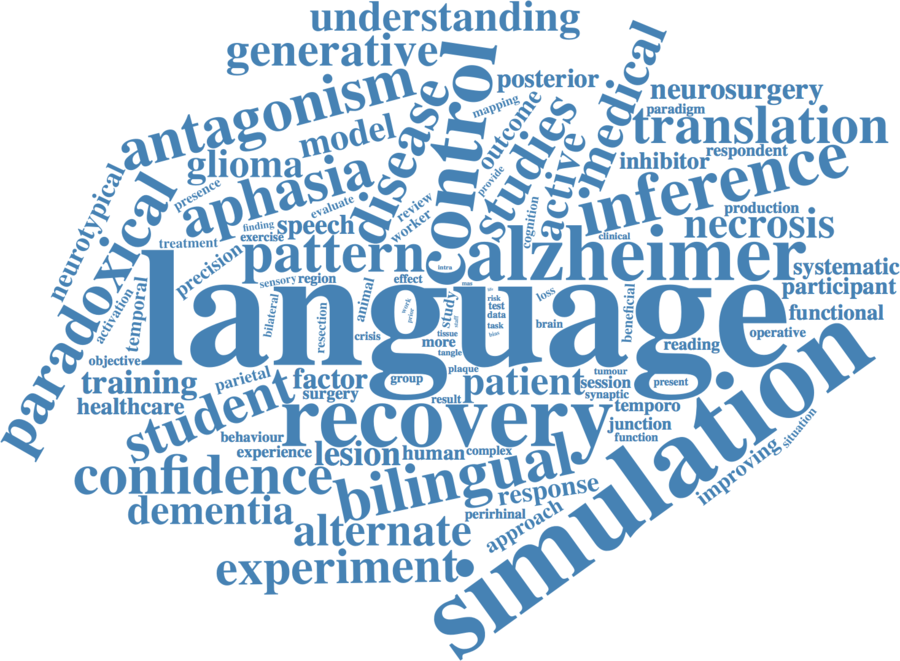 understanding
generative
control
medical
posterior
neurosurgery
antagonism
disease
mapping
outcome
studies
paradigm
translation
model
active
respondent
glioma
inhibitor
inference
aphasia
provide
neurotypical
presence
evaluate
review
worker
cognition
production
paradoxical
finding
speech
exercise
clinical
necrosis
treatment
pattern
alzheimer
precision
intra
systematic
sensory
region
effect
participant
language
animal
study
risk
test
data
task
bias
loss
beneficial
functional
activation
temporal
bilateral
resection
work
prior
staff
crisis
tissue
more
brain
operative
tangle
reading
objective
plaque
tumour
training
parietal
factor
group
patient
session
present
student
surgery
result
synaptic
healthcare
recovery
temporo
simulation
junction
behaviour
function
situation
experience
lesion
human
complex
improving
confidence
bilingual
response
dementia
perirhinal
approach
alternate
experiment